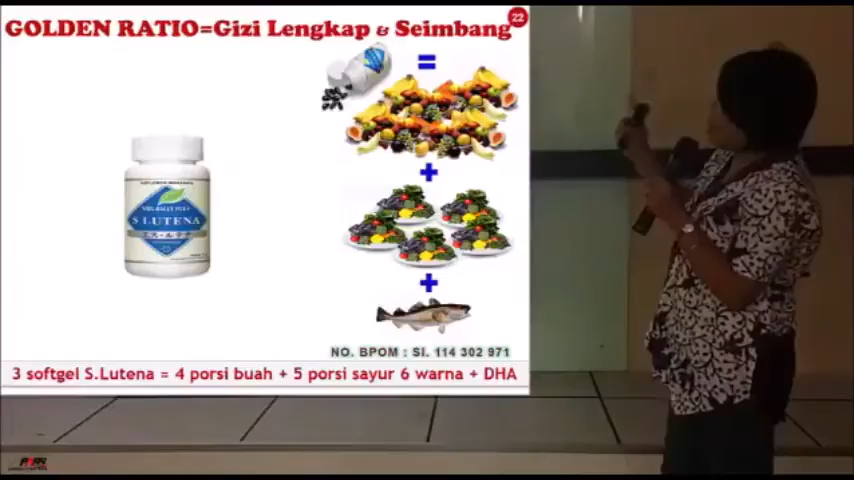 22
GOLDEN RATIO=Gizi Lengkap & Seimbang
S LUTENA
NO. BPOM : SI. 114 302 971
3 softgel S.Lutena = 4 porsi buah + 5 porsi sayur 6 warna + DHA